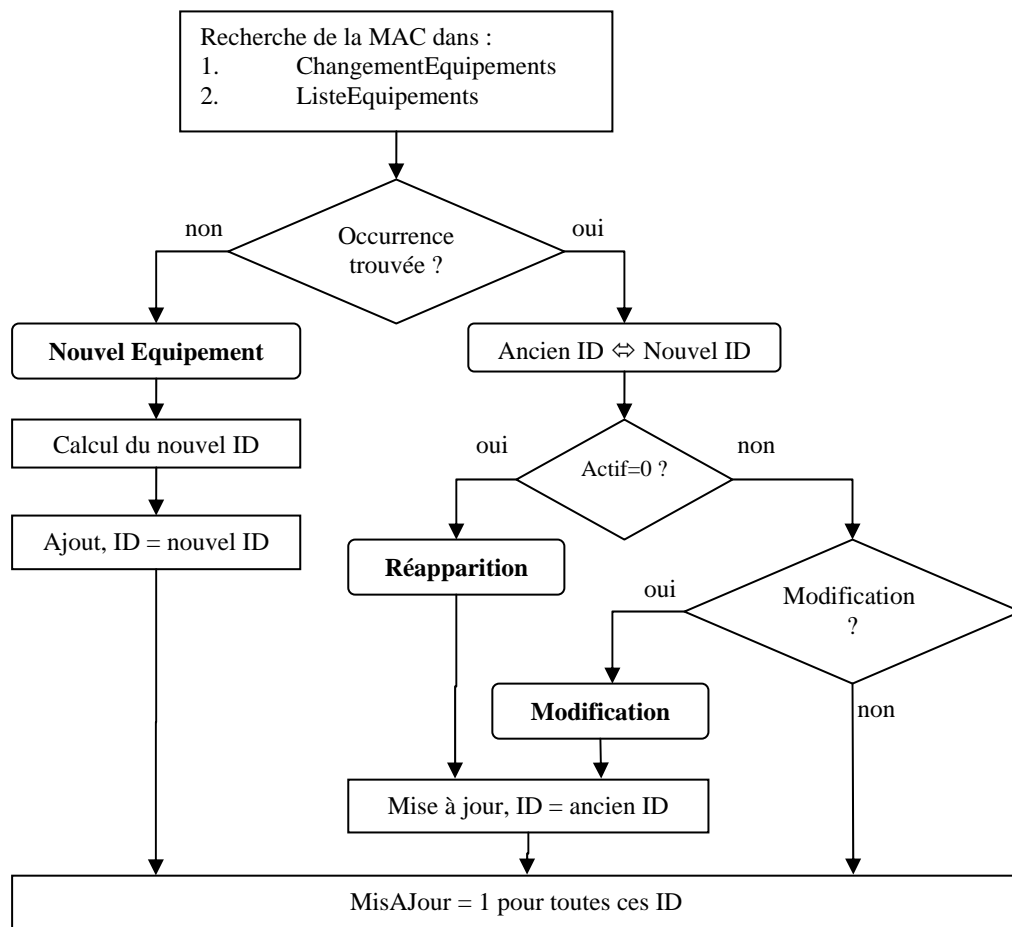 Recherche de la MAC dans :
1. ChangementEquipements
2. ListeEquipements
non
oui
Occurrence
trouvée ?
Nouvel Equipement
Ancien ID ⇔ Nouvel ID
Calcul du nouvel ID
oui
non
Actif=0 ?
Ajout, ID = nouvel ID
Réapparition
oui
Modification
?
Modification
non
Mise à jour, ID = ancien ID
MisAJour = 1 pour toutes ces ID